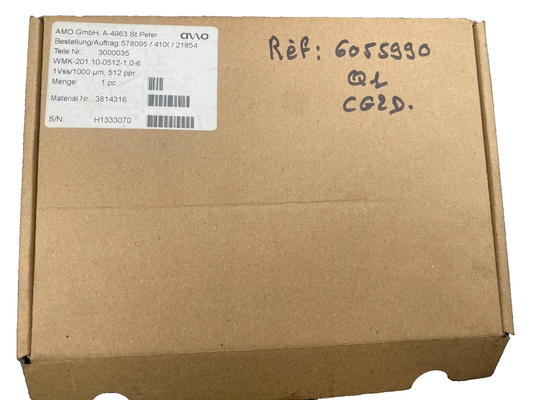 AMO GmbH, A-4963 St.Peter
amo
Bestellung/Auftrag: 578095 / 410 / 21854
Teile Nr.: 3000035
WMK-201.10-0512-1,0-6
1Vss/1000 µm, 512 ppr.
Menge: 1 pc.
Material Nr.: 3814316
S/N: H1333070
Réf: 6055990
Q1
CG2D.